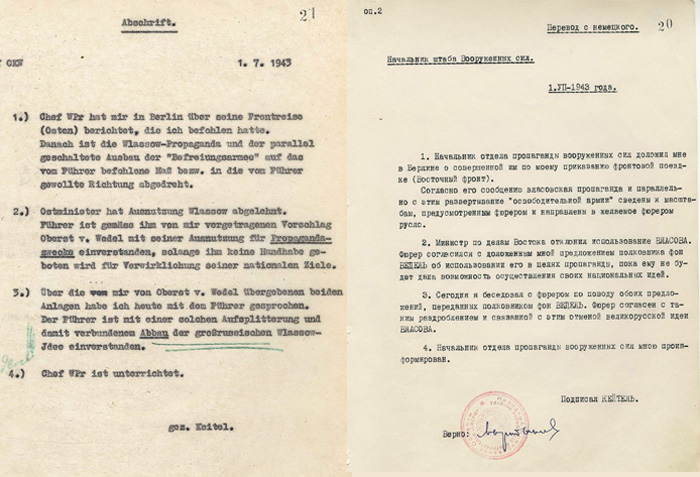 21
Abschrift.
OKW 1. 7. 1943
1.) Chef WPr hat mir in Berlin über seine Frontreise
(Osten) berichtet, die ich befohlen hatte.
Danach ist die Wlassow-Propaganda und der parallel
geschaltete Ausbau der "Befreiungsarmee" auf das
vom Führer befohlene Maß bezw. in die vom Führer
gewollte Richtung abgedreht.
2.) Ostminister hat Ausnutzung Wlassow abgelehnt.
Führer ist gemäss ihm von mir vorgetragenen Vorschlag
Oberst v. Wedel mit seiner Ausnutzung für Propaganda-
zwecke einverstanden, solange ihm keine Handhabe ge-
boten wird für Verwirklichung seiner nationalen Ziele.
3.) Über die von mir von Oberst v. Wedel übergebenen beiden
Anlagen habe ich heute mit dem Führer gesprochen.
Der Führer ist mit einer solchen Aufsplitterung und
damit verbundenem Abbau der großrussischen Wlassow-
Jdee einverstanden.
4.) Chef WPr ist unterrichtet.
gez. Keitel.
оп.2
20
Перевод с немецкого.
Начальник штаба Вооруженных сил.
1.УП-1943 года.
1. Начальник отдела пропаганды вооруженных сил доложил мне
в Берлине о совершенной им по моему приказанию фронтовой поезд-
ке (Восточный фронт).
Согласно его сообщению власовская пропаганда и параллель-
но с этим развертывание "освободительной армии" сведены к масшта-
бам, предусмотренным фюрером и направлены в желаемое фюрером
русло.
2. Министр по делам Востока отклонил использование ВЛАСОВА.
Фюрер согласился с доложенным мной предложением полковника фон
ВЕДЕЛЬ об использовании его в целях пропаганды, пока ему не бу-
дет дана возможность осуществления своих национальных идей.
3. Сегодня я беседовал с фюрером по поводу обеих предло-
жений, переданных полковником фон ВЕДЕЛЬ. Фюрер согласен с та-
ким раздроблением и связанной с этим отменой великорусской идеи
ВЛАСОВА.
4. Начальник отдела пропаганды вооруженных сил мною проин-
формирован.
Подписал КЕЙТЕЛЬ.
Верно: